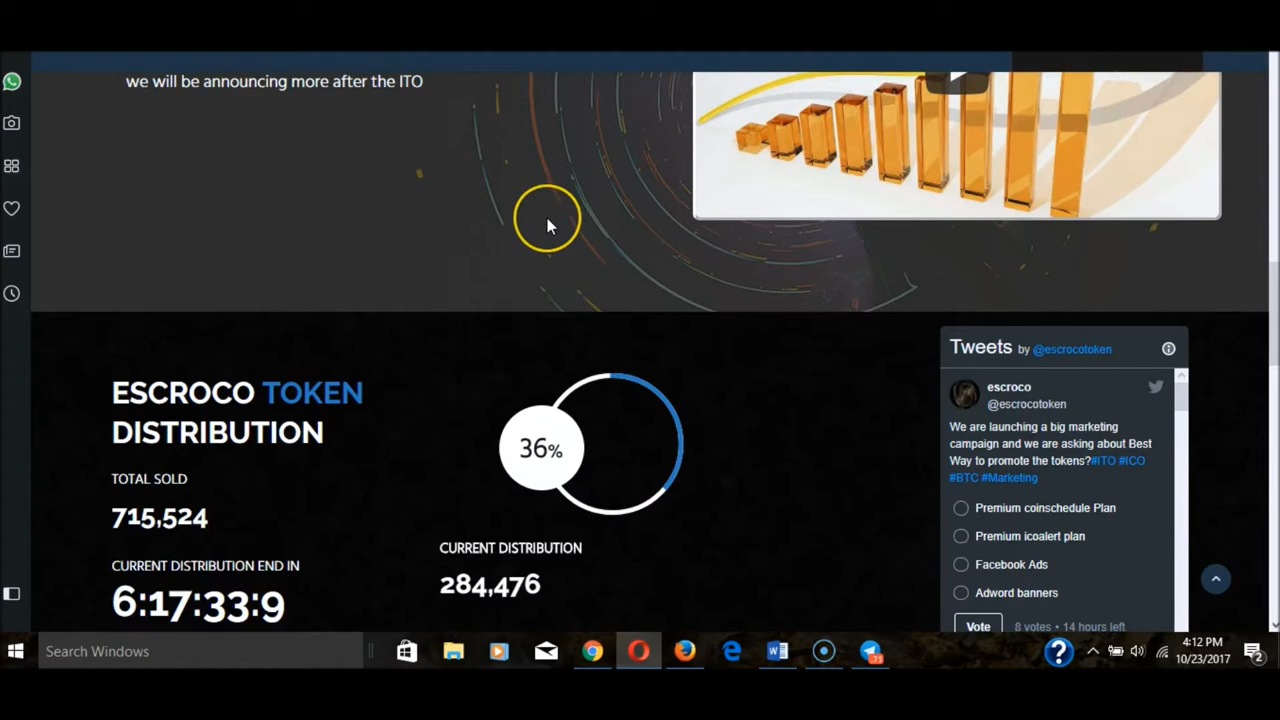 we will be announcing more after the ITO
ESCROCO TOKEN
DISTRIBUTION
TOTAL SOLD
715,524
CURRENT DISTRIBUTION END IN
6:17:33:9
36%
CURRENT DISTRIBUTION
284,476
Tweets by @escrocotoken
escroco
@escrocotoken
We are launching a big marketing
campaign and we are asking about Best
Way to promote the tokens?#ITO #ICO
#BTC #Marketing
Premium coinschedule Plan
Premium icoalert plan
Facebook Ads
Adword banners
Vote 8 votes • 14 hours left
Search Windows
73
4:12 PM
10/23/2017
2